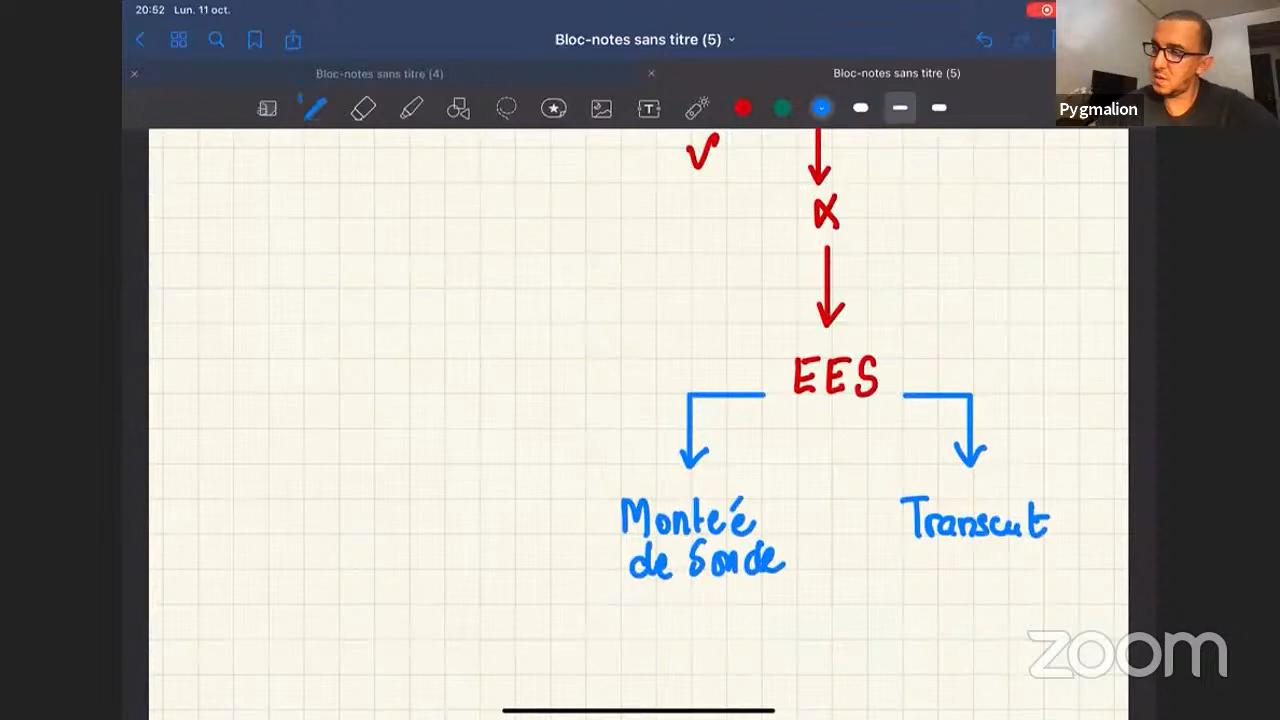 20:52 Lun. 11 oct.
Bloc-notes sans titre (5)
Bloc-notes sans titre (4)
Bloc-notes sans titre (5)
T
Pygmalion
V
EES
Monteé
de Sonde
Transcut
zoom